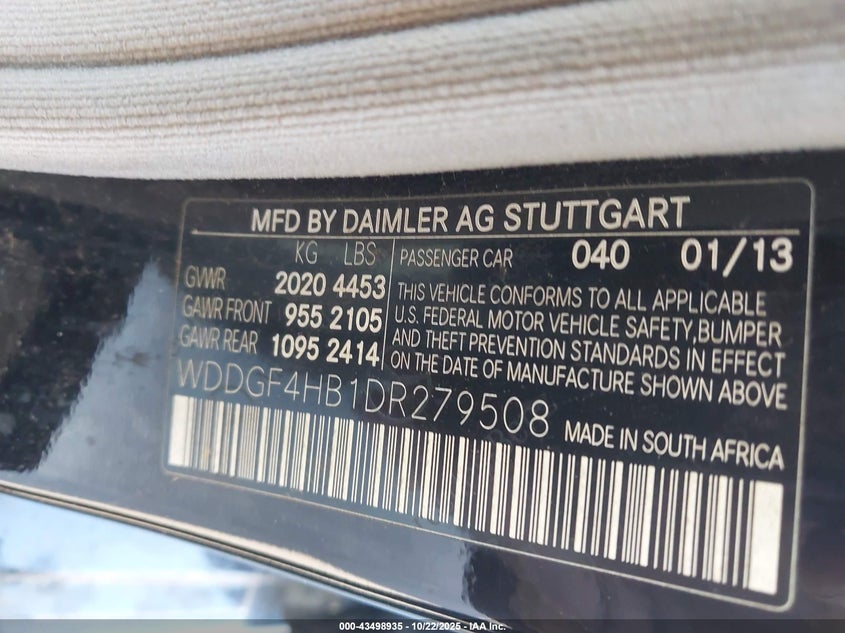 MFD BY DAIMLER AG STUTTGART
KG LBS
GVWR 2020 4453
GAWR FRONT 955 2105
GAWR REAR 1095 2414
PASSENGER CAR 040 01/13
THIS VEHICLE CONFORMS TO ALL APPLICABLE
U.S. FEDERAL MOTOR VEHICLE SAFETY, BUMPER
AND THEFT PREVENTION STANDARDS IN EFFECT
ON THE DATE OF MANUFACTURE SHOWN ABOVE
WDDGF4HB1DR279508
MADE IN SOUTH AFRICA
000-43498935 - 10/22/2025 - IAA Inc.